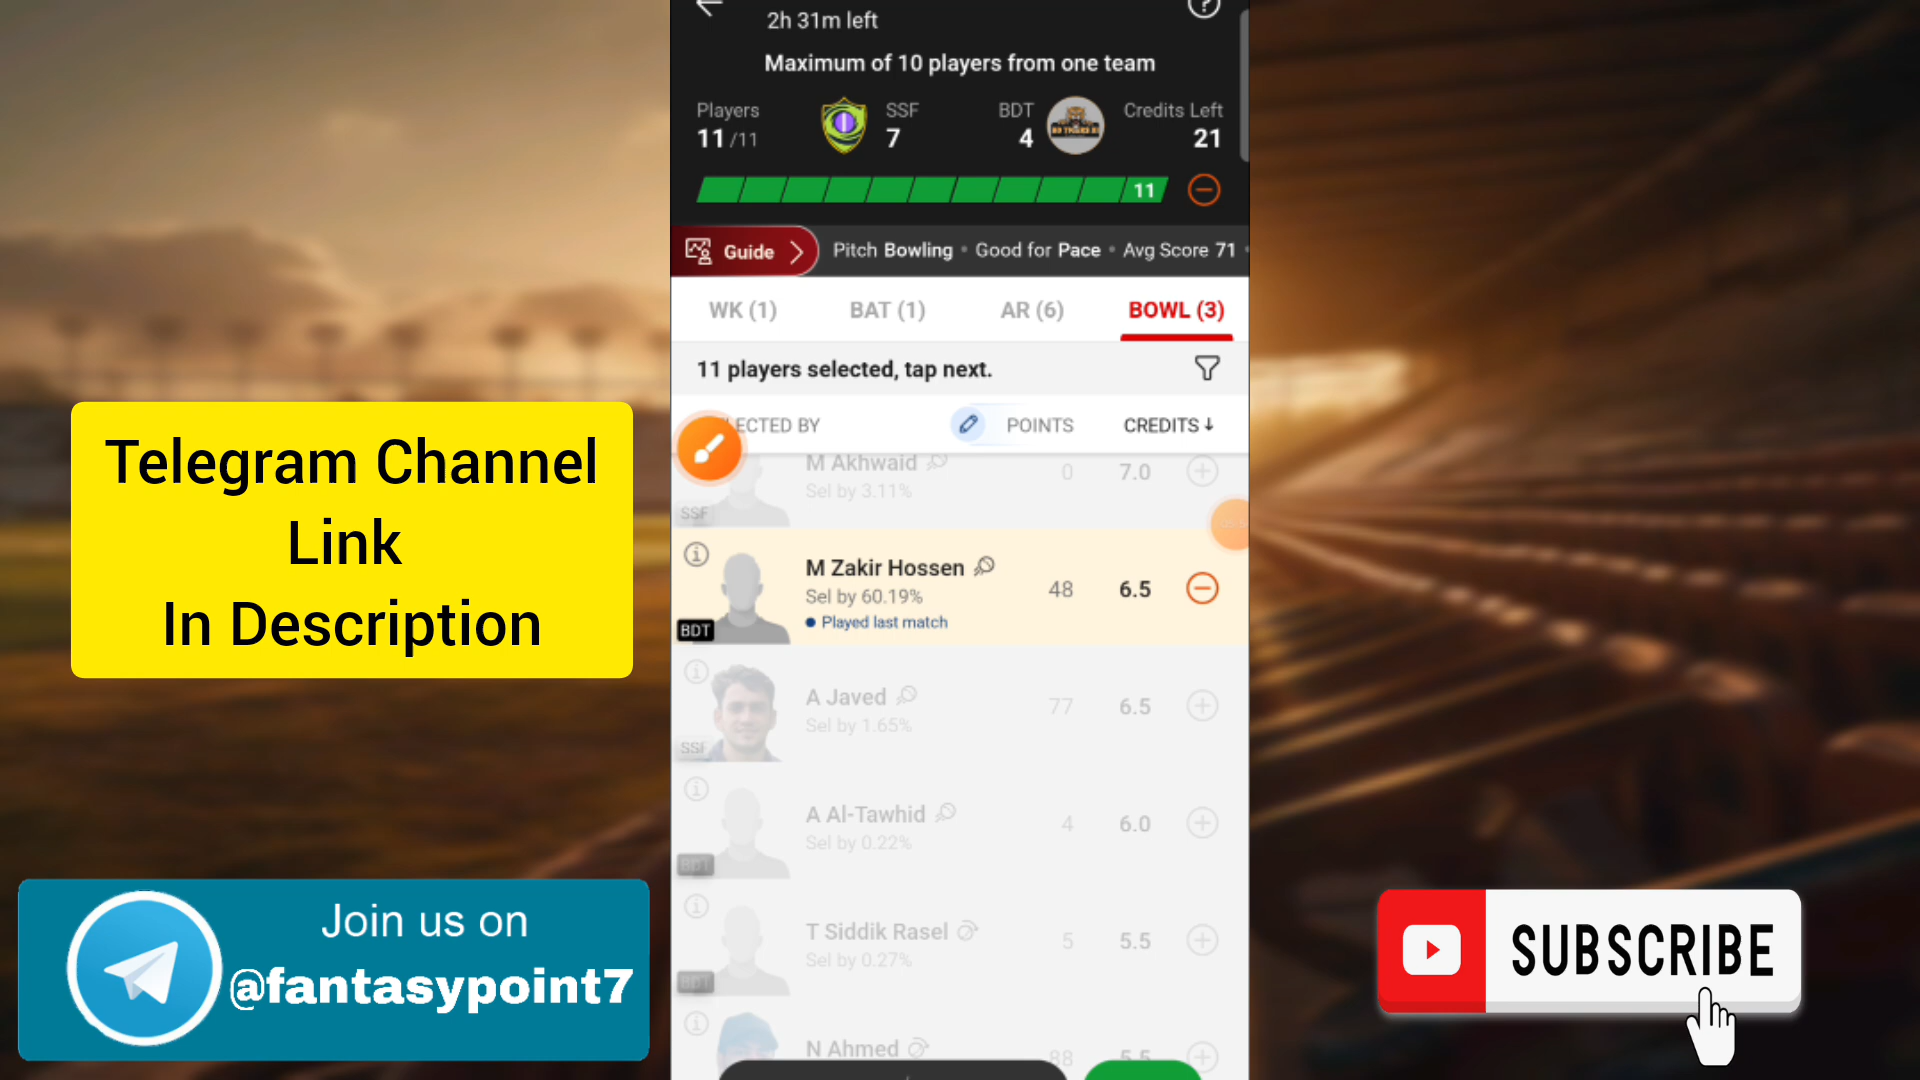 2h 31m left
Maximum of 10 players from one team
Players
11 /11
SSF
7
BDT
4
Credits Left
21
11
Guide
Pitch Bowling • Good for Pace • Avg Score 71
WK (1)
BAT (1)
AR (6)
BOWL (3)
11 players selected, tap next.
ECTED BY
POINTS
CREDITS ↓
M Akhwaid
Sel by 3.11%
SSF
0
7.0
M Zakir Hossen
Sel by 60.19%
Played last match
BDT
48
6.5
A Javed
Sel by 1.65%
SSF
77
6.5
A Al-Tawhid
Sel by 0.22%
BDT
4
6.0
T Siddik Rasel
Sel by 0.27%
BDT
5
5.5
N Ahmed
88
5.5
Telegram Channel
Link
In Description
Join us on
@fantasypoint7
SUBSCRIBE